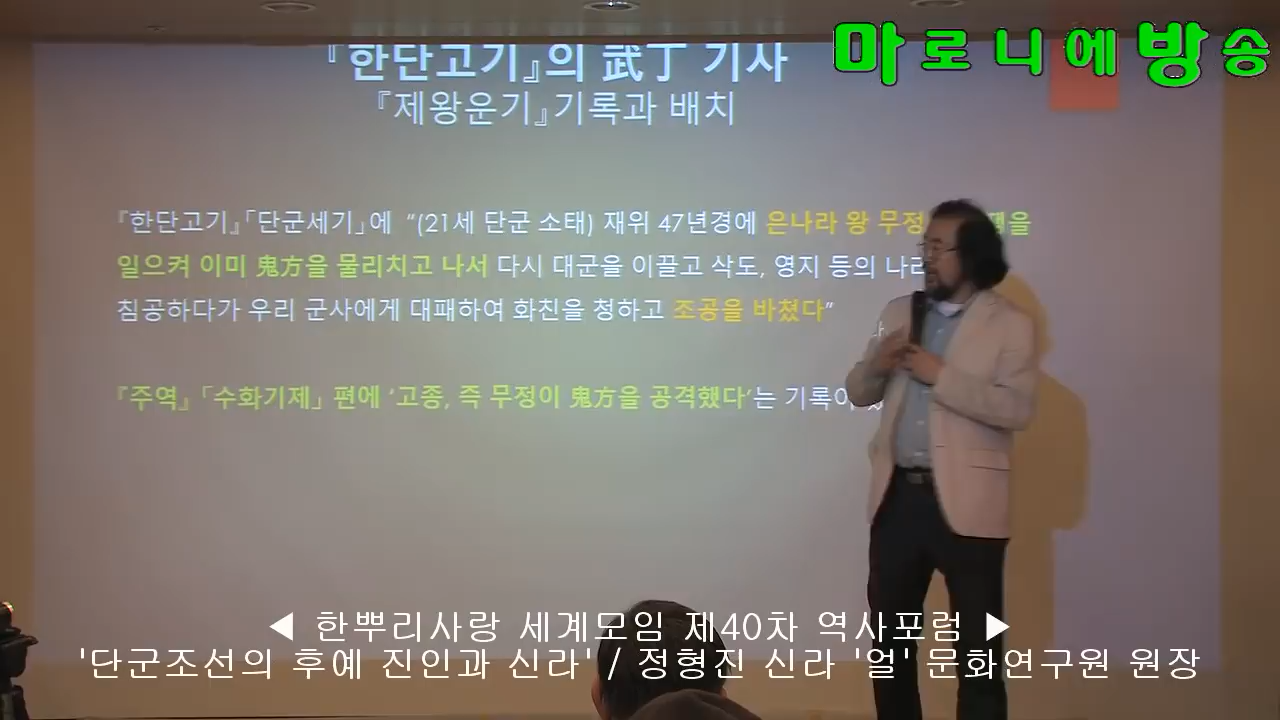 마로니에방송
『한단고기』의 武丁 기사
『제왕운기』기록과 배치
『한단고기』「단군세기」에 “(21세 단군 소태) 재위 47년경에 은나라 왕 무정
일으켜 이미 鬼方을 물리치고 나서 다시 대군을 이끌고 삭도, 영지 등의 나라
침공하다가 우리 군사에게 대패하여 화친을 청하고 조공을 바쳤다”
『주역』 「수화기제」 편에 ‘고종, 즉 무정이 鬼方을 공격했다’는 기록이
◀ 한뿌리사랑 세계모임 제40차 역사포럼 ▶
'단군조선의 후예 진인과 신라' / 정형진 신라 '얼' 문화연구원 원장